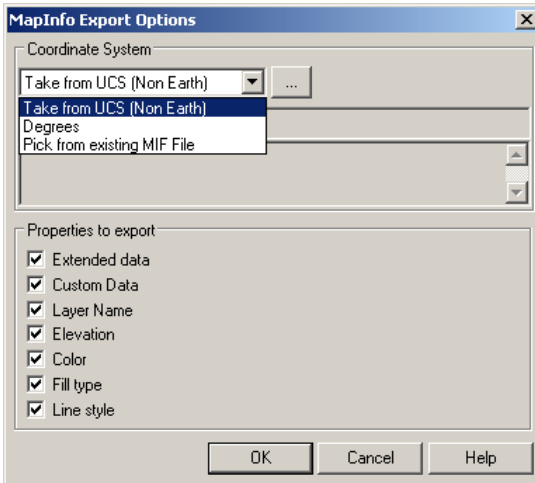 MapInfo Export Options
Coordinate System
Take from UCS (Non Earth)
...
Take from UCS (Non Earth)
Degrees
Pick from existing MIF File
Properties to export
Extended data
Custom Data
Layer Name
Elevation
Color
Fill type
Line style
OK Cancel Help